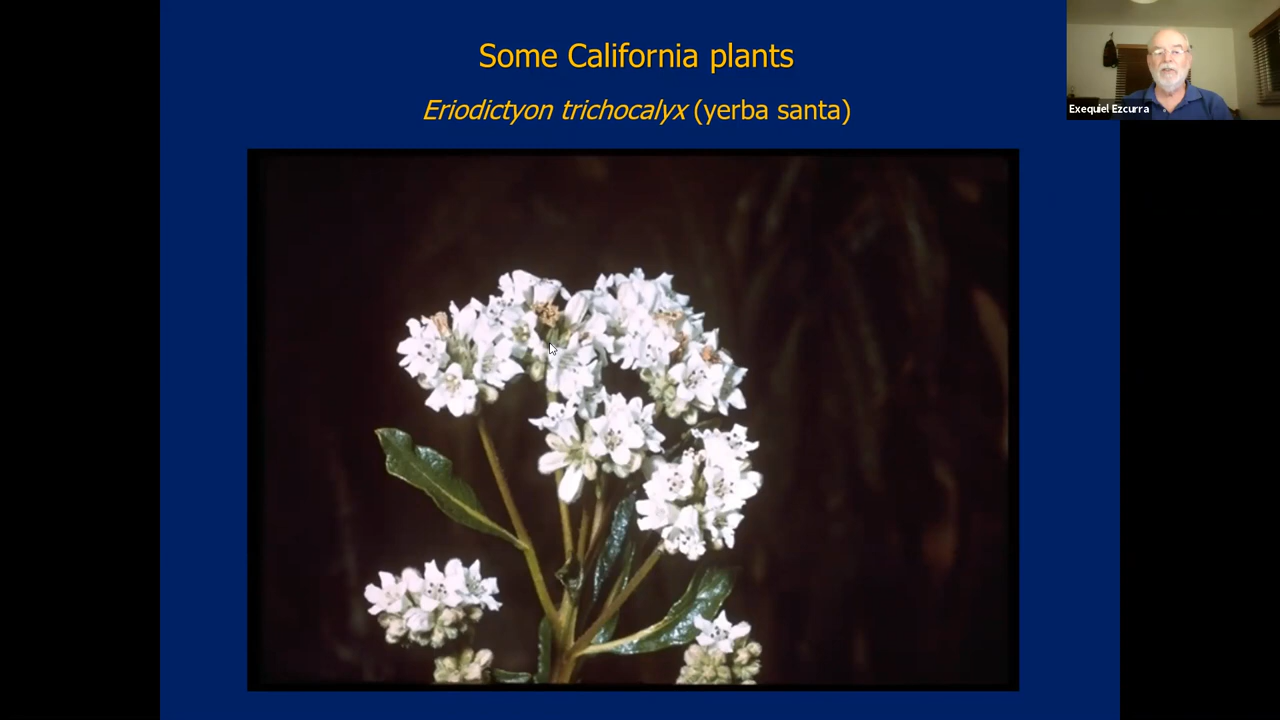 Some California plants
Eriodictyon trichocalyx (yerba santa)
Exequiel Ezcurra